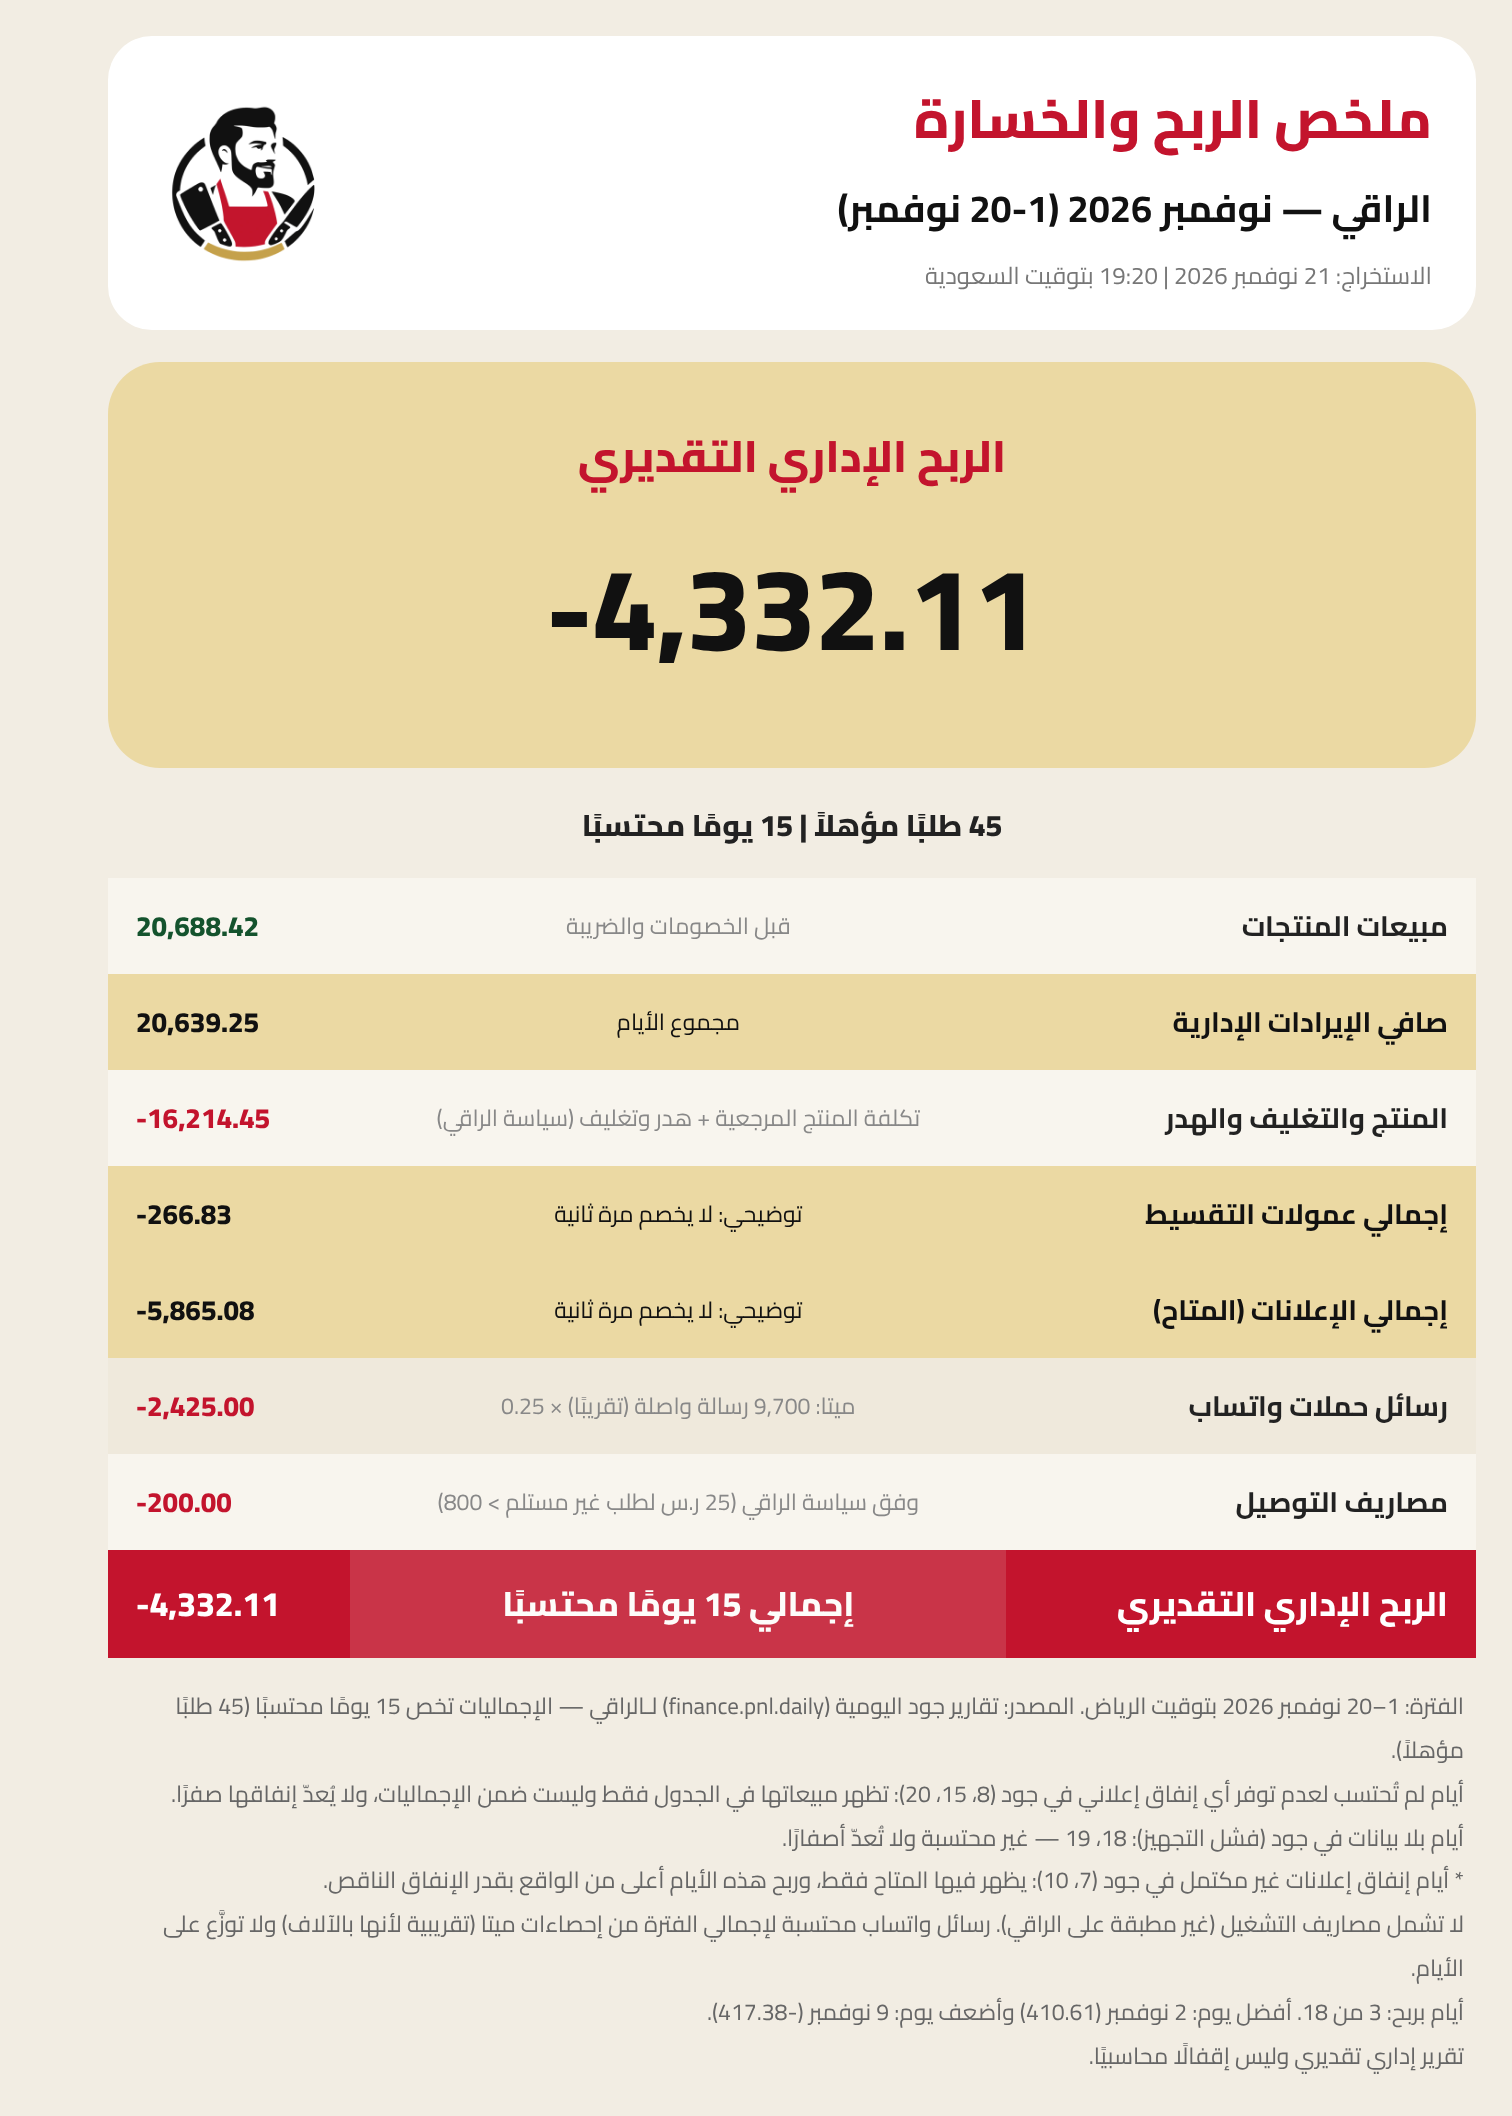 ملخص الربح والخسارة
الراقي — نوفمبر 2026 (1-20 نوفمبر)
الاستخراج: 21 نوفمبر 2026 | 19:20 بتوقيت السعودية
الربح الإداري التقديري
-4,332.11
45 طلبًا مؤهلاً | 15 يومًا محتسبًا
مبيعات المنتجات قبل الخصومات والضريبة 20,688.42
صافي الإيرادات الإدارية مجموع الأيام 20,639.25
المنتج والتغليف والهدر تكلفة المنتج المرجعية + هدر وتغليف (سياسة الراقي) -16,214.45
إجمالي عمولات التقسيط توضيحي: لا يخصم مرة ثانية -266.83
إجمالي الإعلانات (المتاح) توضيحي: لا يخصم مرة ثانية -5,865.08
رسائل حملات واتساب ميتا: 9,700 رسالة واصلة (تقريبًا) × 0.25 -2,425.00
مصاريف التوصيل وفق سياسة الراقي (25 ر.س لطلب غير مستلم > 800) -200.00
الربح الإداري التقديري إجمالي 15 يومًا محتسبًا -4,332.11
الفترة: 1–20 نوفمبر 2026 بتوقيت الرياض. المصدر: تقارير جود اليومية (finance.pnl.daily) لـالراقي — الإجماليات تخص 15 يومًا محتسبًا (45 طلبًا
مؤهلاً).
أيام لم تُحتسب لعدم توفر أي إنفاق إعلاني في جود (8، 15، 20): تظهر مبيعاتها في الجدول فقط وليست ضمن الإجماليات، ولا يُعدّ إنفاقها صفرًا.
أيام بلا بيانات في جود (فشل التجهيز): 18، 19 — غير محتسبة ولا تُعدّ أصفارًا.
* أيام إنفاق إعلانات غير مكتمل في جود (7، 10): يظهر فيها المتاح فقط، وربح هذه الأيام أعلى من الواقع بقدر الإنفاق الناقص.
لا تشمل مصاريف التشغيل (غير مطبقة على الراقي). رسائل واتساب محتسبة لإجمالي الفترة من إحصاءات ميتا (تقريبية لأنها بالآلاف) ولا توزَّع على
الأيام.
أيام بربح: 3 من 18. أفضل يوم: 2 نوفمبر (410.61) وأضعف يوم: 9 نوفمبر (-417.38).
تقرير إداري تقديري وليس إقفالًا محاسبيًا.